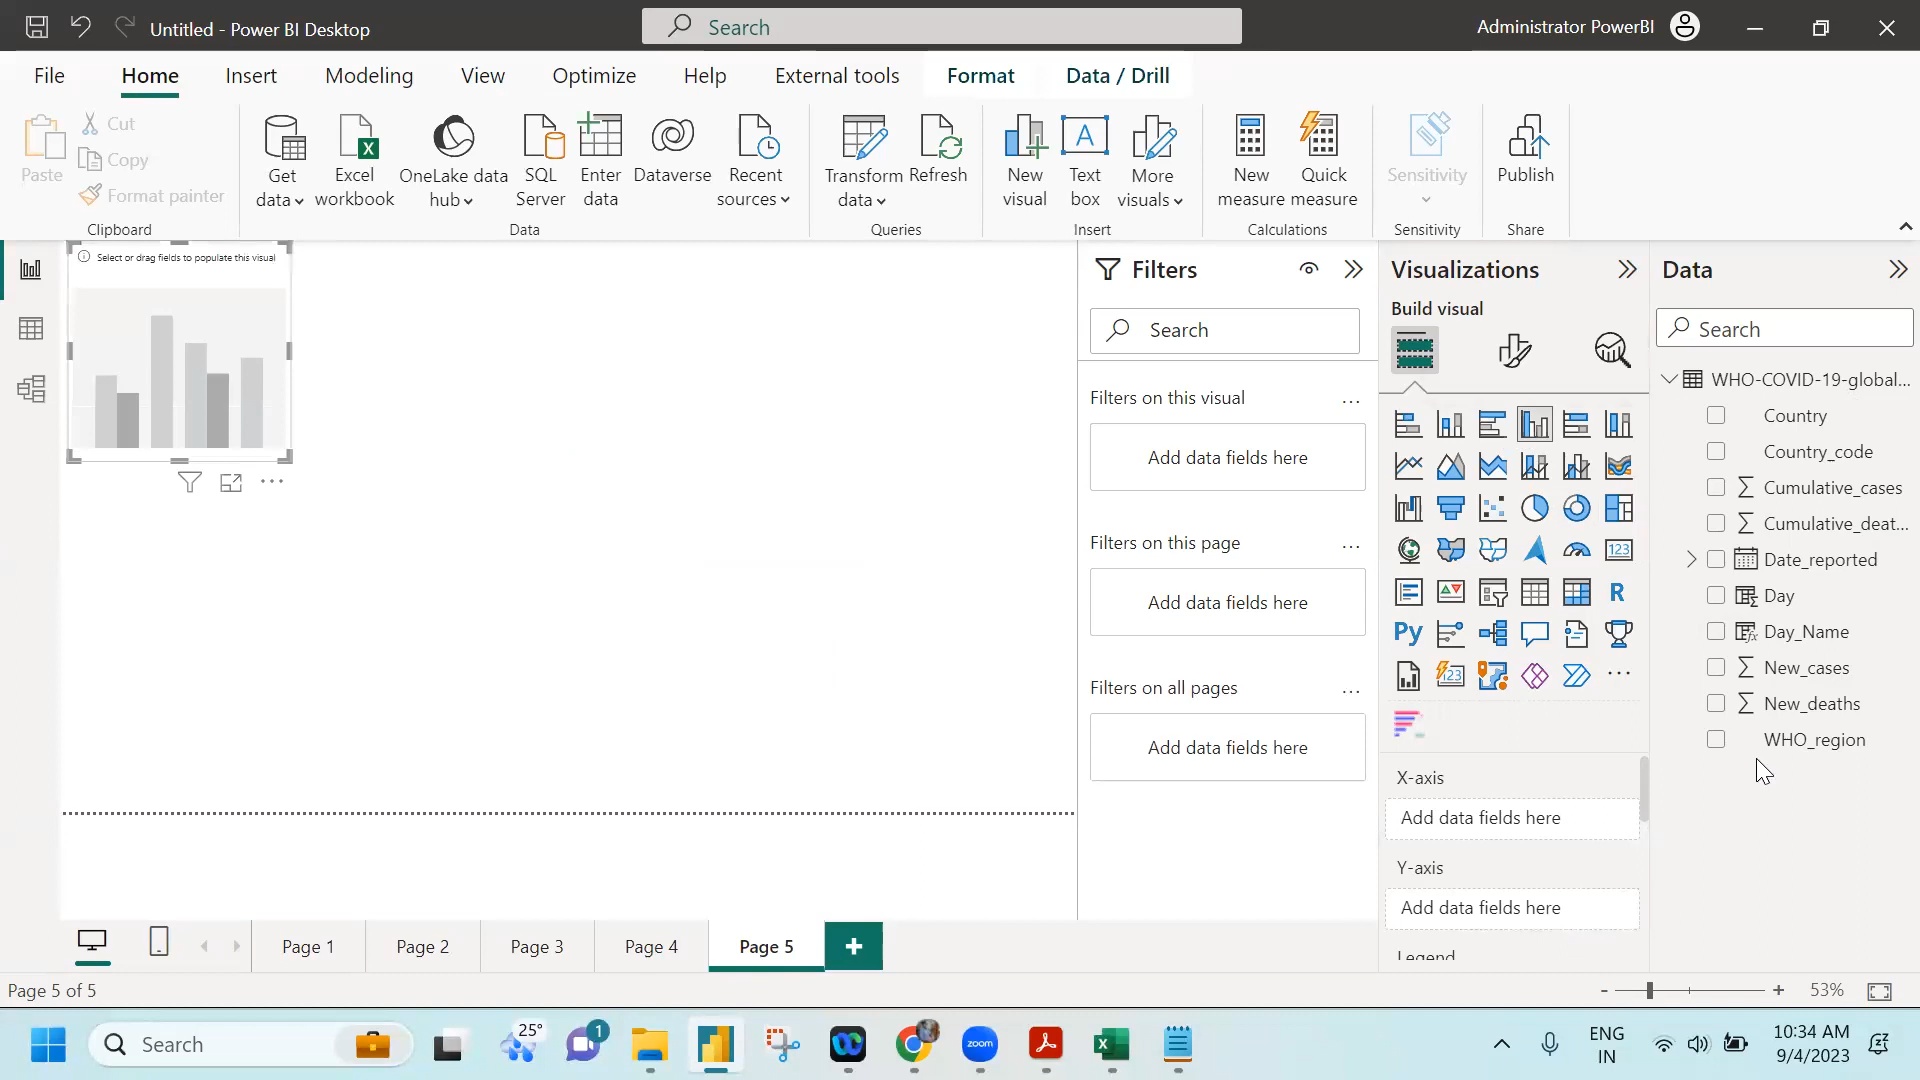 Untitled - Power BI Desktop
Search
Administrator PowerBI
File
Home
Insert
Modeling
View
Optimize
Help
External tools
Format
Data / Drill
Paste
Cut
Copy
Format painter
Clipboard
Get data
Excel workbook
OneLake data hub
SQL Server
Enter data
Dataverse
Recent sources
Data
Transform data
Refresh
Queries
New visual
A
Text box
More visuals
Insert
New measure
Quick measure
Calculations
Sensitivity
Sensitivity
Publish
Share
Select or drag fields to populate this visual
Filters
Search
Filters on this visual
...
Add data fields here
Filters on this page
...
Add data fields here
Filters on all pages
...
Add data fields here
Visualizations
Build visual
123
R
Py
123
...
X-axis
Add data fields here
Y-axis
Add data fields here
Legend
Data
Search
WHO-COVID-19-global...
Country
Country_code
Cumulative_cases
Cumulative_deat...
Date_reported
Day
Day_Name
New_cases
New_deaths
WHO_region
Page 1
Page 2
Page 3
Page 4
Page 5
Page 5 of 5
53%
Search
25°
1
zoom
ENG
IN
10:34 AM
9/4/2023